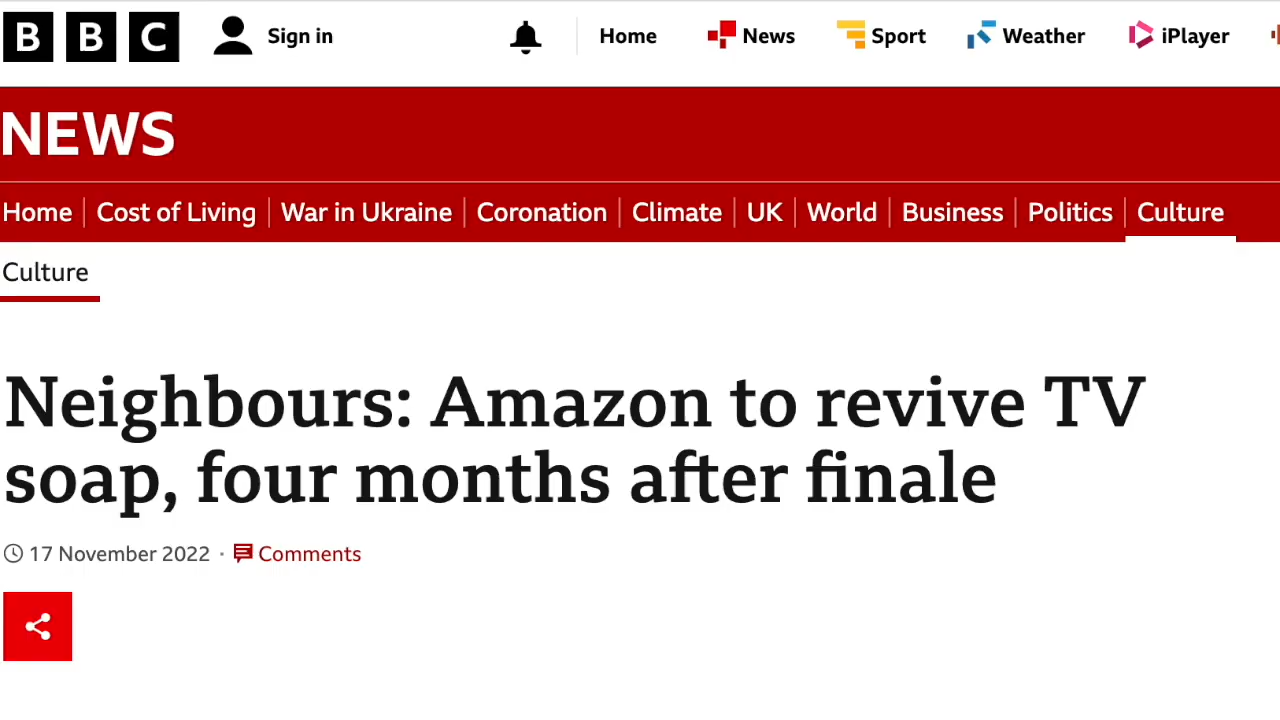 BBC Sign in Home News Sport Weather iPlayer
NEWS
Home Cost of Living War in Ukraine Coronation Climate UK World Business Politics Culture
Culture
Neighbours: Amazon to revive TV
soap, four months after finale
17 November 2022 · Comments